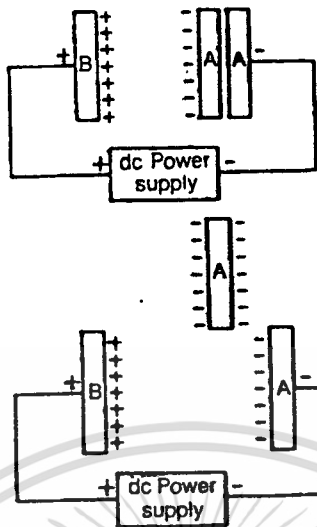 + B + + + + + + + - - - - - - - A A -
+ dc Power -
supply
- - - - - - - A - - - - - - -
+ B + + + + + + + - - - - - - - A -
+ dc Power -
supply